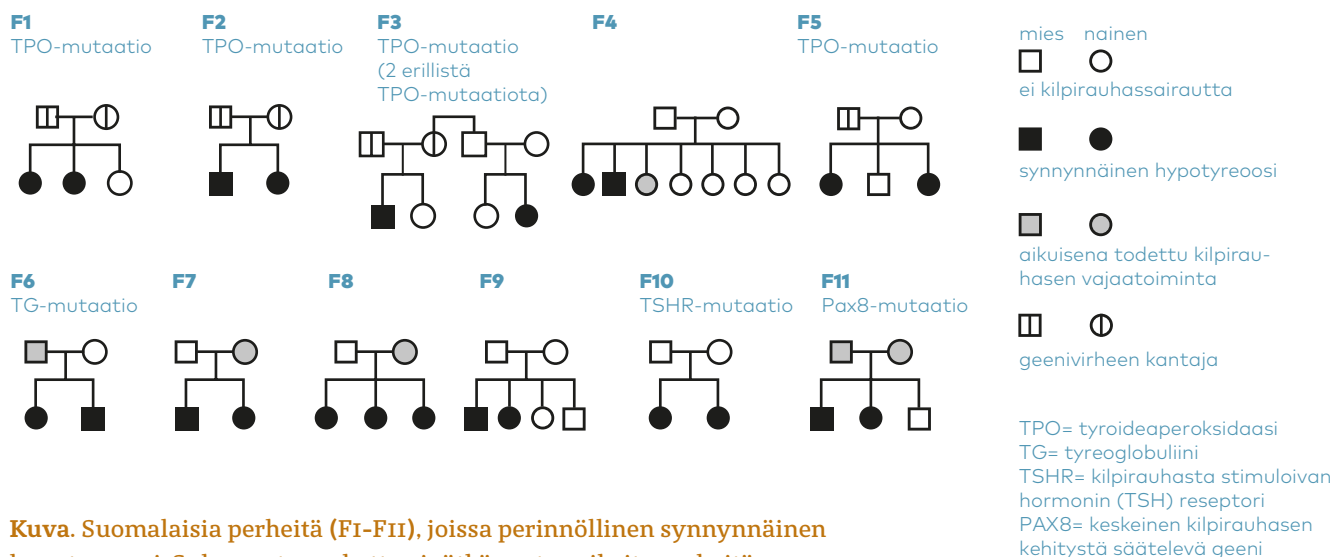 F1
TPO-mutaatio
F2
TPO-mutaatio
F3
TPO-mutaatio
(2 erillistä
TPO-mutaatiota)
F4
F5
TPO-mutaatio
F6
TG-mutaatio
F7
F8
F9
F10
TSHR-mutaatio
F11
Pax8-mutaatio
mies nainen
ei kilpirauhassairautta
synnynnäinen hypotyreoosi
aikuisena todettu kilpirau-
hasen vajaatoiminta
geenivirheen kantaja
TPO= tyroideaperoksidaasi
TG= tyreoglobuliini
TSHR= kilpirauhasta stimuloivan
hormonin (TSH) reseptori
PAX8= keskeinen kilpirauhasen
kehitystä säätelevä geeni
Kuva. Suomalaisia perheitä (F1-F11), joissa perinnöllinen synnynnäinen